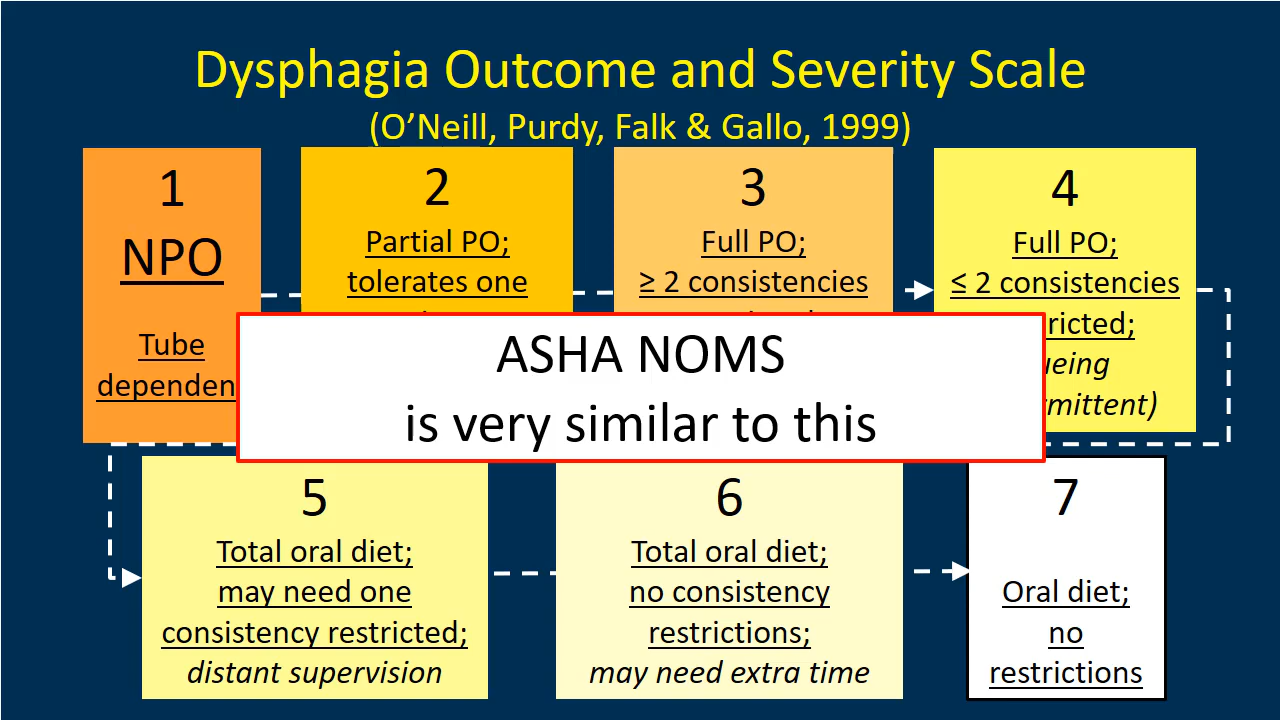 Dysphagia Outcome and Severity Scale
(O’Neill, Purdy, Falk & Gallo, 1999)
1
NPO
Tube
dependen
2
Partial PO;
tolerates one
3
Full PO;
≥ 2 consistencies
4
Full PO;
≤ 2 consistencies
ricted;
ueing
mittent)
ASHA NOMS
is very similar to this
5
Total oral diet;
may need one
consistency restricted;
distant supervision
6
Total oral diet;
no consistency
restrictions;
may need extra time
7
Oral diet;
no
restrictions